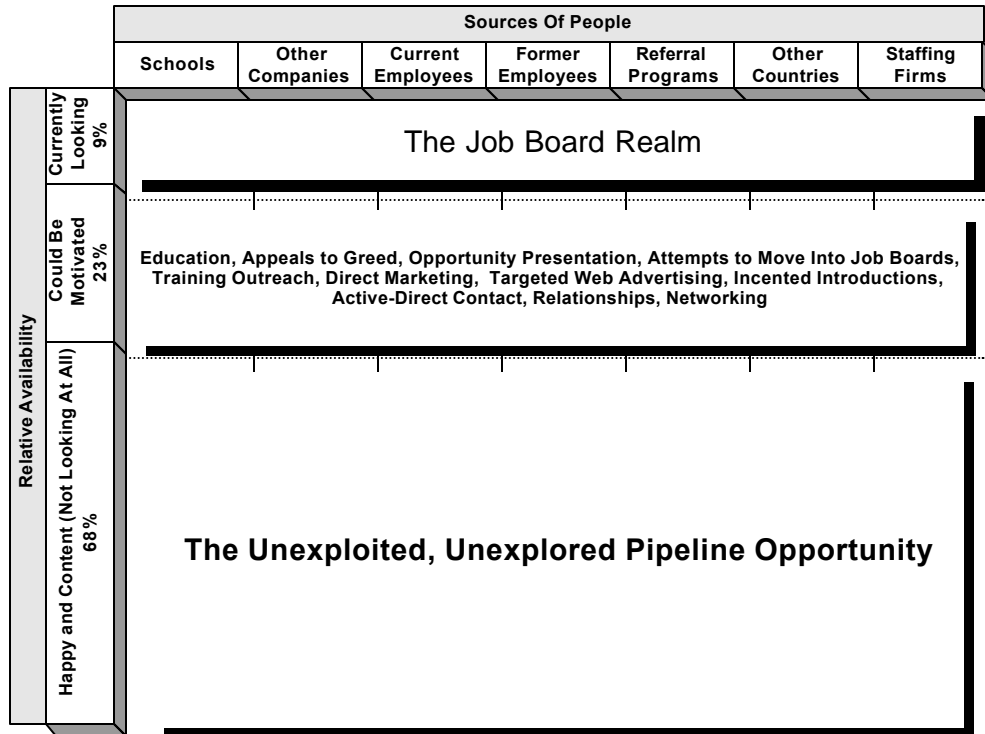 Sources Of People
Schools
Other
Companies
Current
Employees
Former
Employees
Referral
Programs
Other
Countries
Staffing
Firms
Relative Availability
Currently
Looking
9%
The Job Board Realm
Could Be
Motivated
23%
Education, Appeals to Greed, Opportunity Presentation, Attempts to Move Into Job Boards,
Training Outreach, Direct Marketing, Targeted Web Advertising, Incented Introductions,
Active-Direct Contact, Relationships, Networking
Happy and Content (Not Looking At All)
68%
The Unexploited, Unexplored Pipeline Opportunity